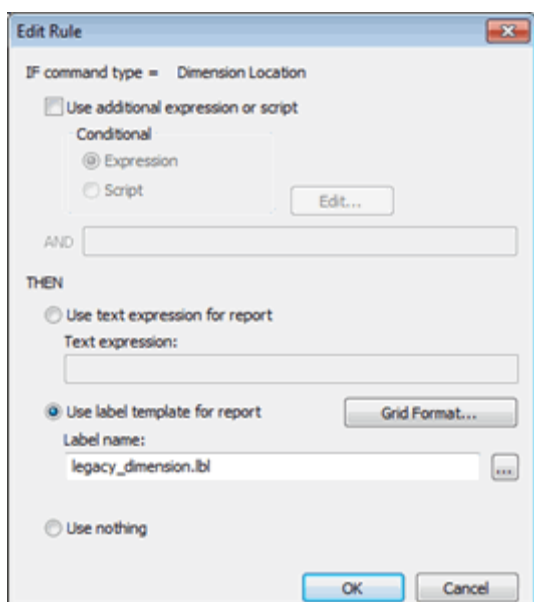 Edit Rule
IF command type = Dimension Location
Use additional expression or script
Conditional
Expression
Script
Edit...
AND
THEN
Use text expression for report
Text expression:
Use label template for report
Grid Format...
Label name:
legacy_dimension.lbl
...
Use nothing
OK
Cancel